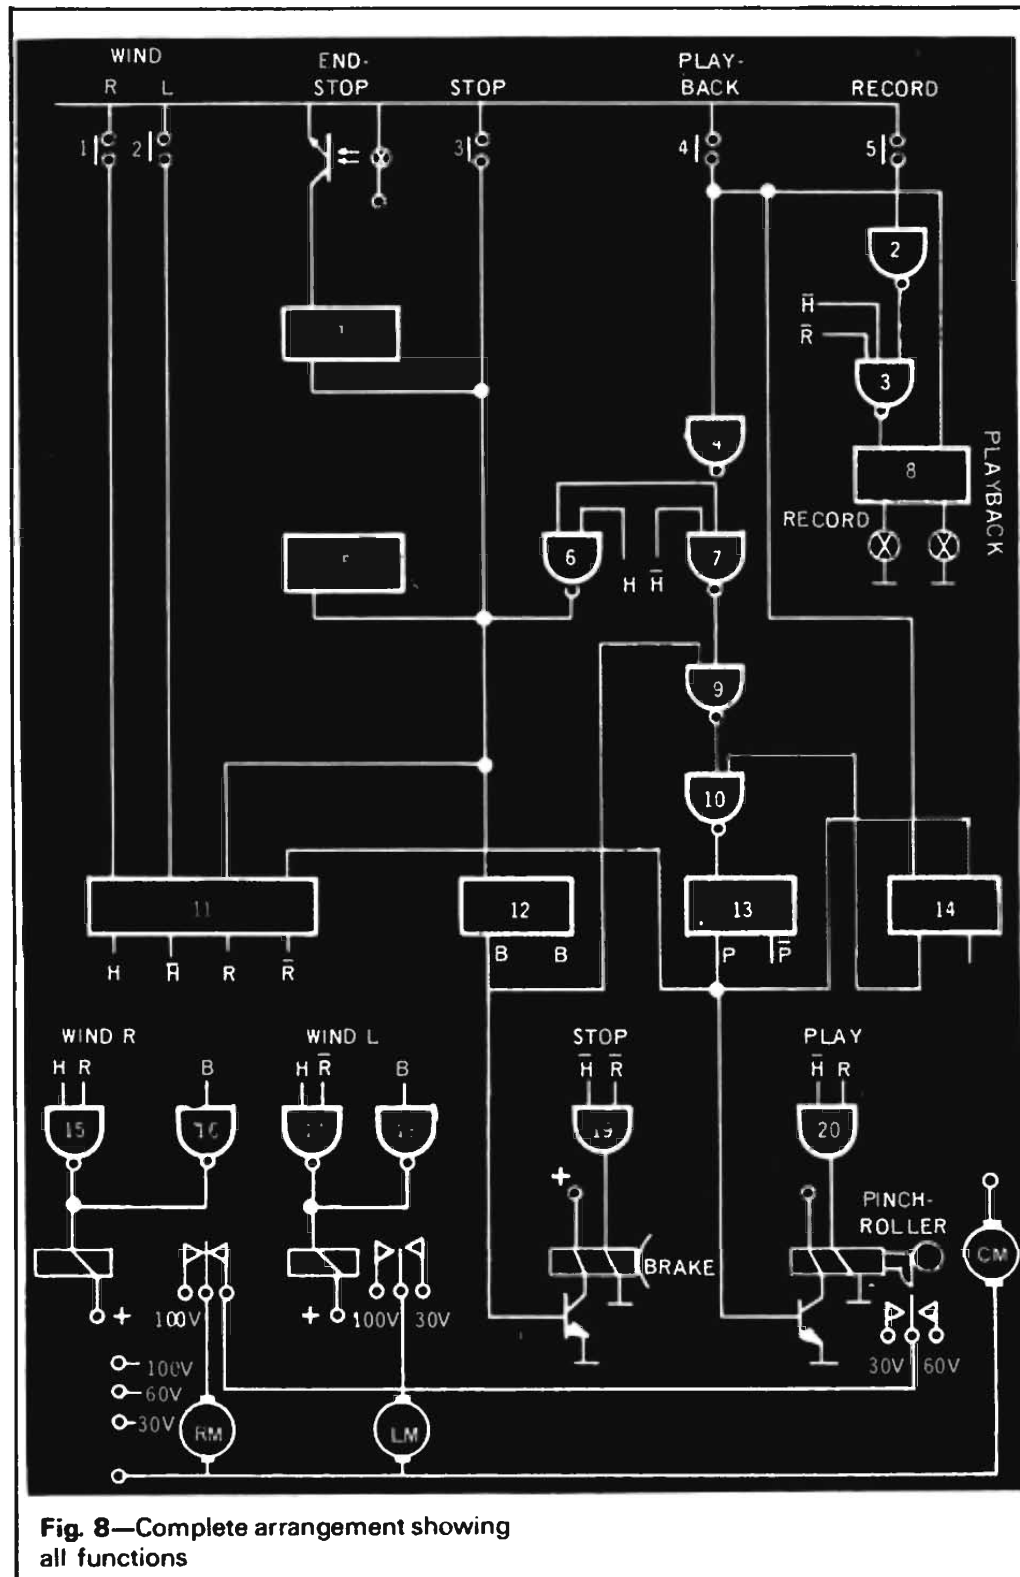 WIND
END-
STOP
STOP
PLAY-
BACK
RECORD
R L
1 2 3 4 5
2
H̄
R̄
3
1
4
8
PLAYBACK
RECORD
6 7
H H̄
9
10
11 12 13 14
H H̄ R R̄
B B
P P̄
WIND R
H R B
WIND L
H R̄ B
STOP
H̄ R̄
PLAY
H̄ R
15 16 19 20
+
PINCH-
ROLLER
BRAKE
CM
+ 100V + 100V 30V
30V 60V
100V
60V
30V
RM LM
Fig. 8—Complete arrangement showing
all functions